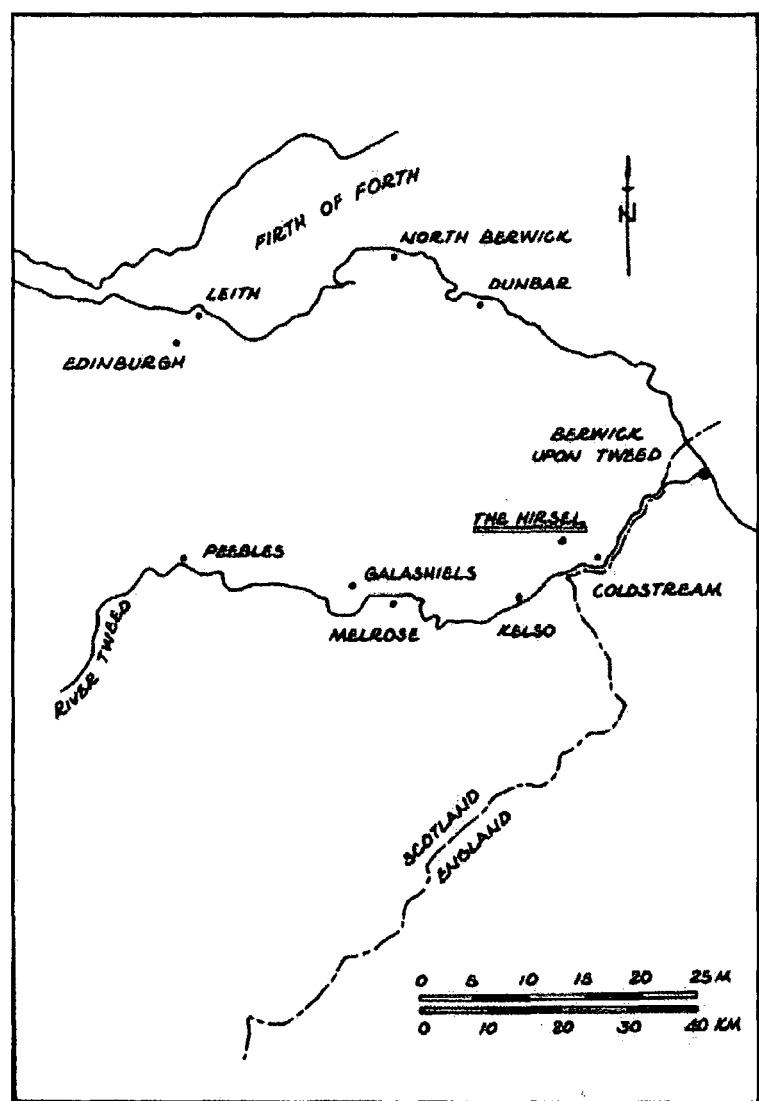 FIRTH OF FORTH
N
NORTH BERWICK
LEITH
DUNBAR
EDINBURGH
BERWICK
UPON TWEED
THE HIRSEL
PEEBLES
GALASHIELS
COLDSTREAM
MELROSE
KELSO
RIVER TWEED
SCOTLAND
ENGLAND
0 5 10 15 20 25 M
0 10 20 30 40 KM